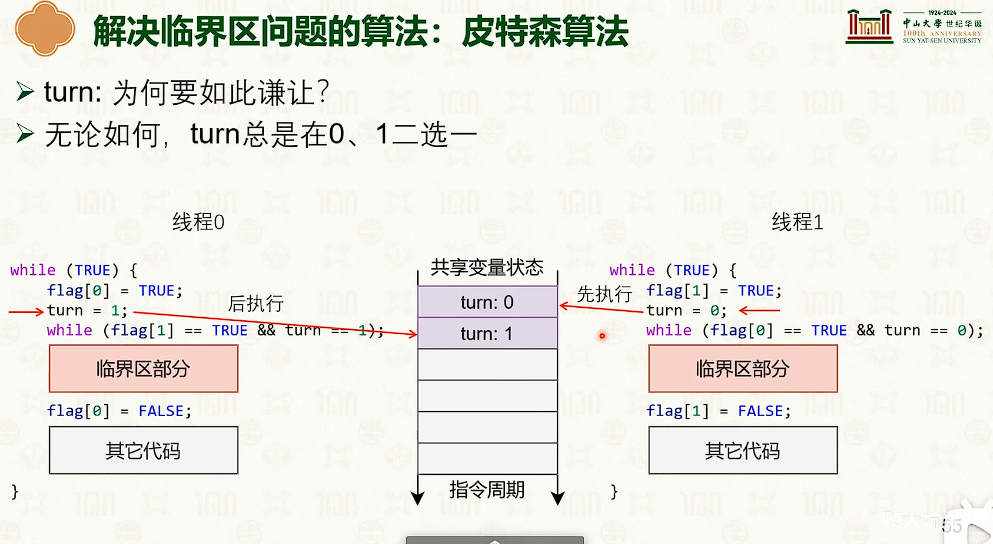 解决临界区问题的算法：皮特森算法
1924-2024
中山大学 世纪华诞
100th ANNIVERSARY
SUN YAT-SEN UNIVERSITY
turn: 为何要如此谦让？
无论如何，turn总是在0、1二选一
线程0
while (TRUE) {
flag[0] = TRUE;
turn = 1;
while (flag[1] == TRUE && turn == 1);
临界区部分
flag[0] = FALSE;
其它代码
}
后执行
共享变量状态
turn: 0
turn: 1
指令周期
先执行
线程1
while (TRUE) {
flag[1] = TRUE;
turn = 0;
while (flag[0] == TRUE && turn == 0);
临界区部分
flag[1] = FALSE;
其它代码
}
55